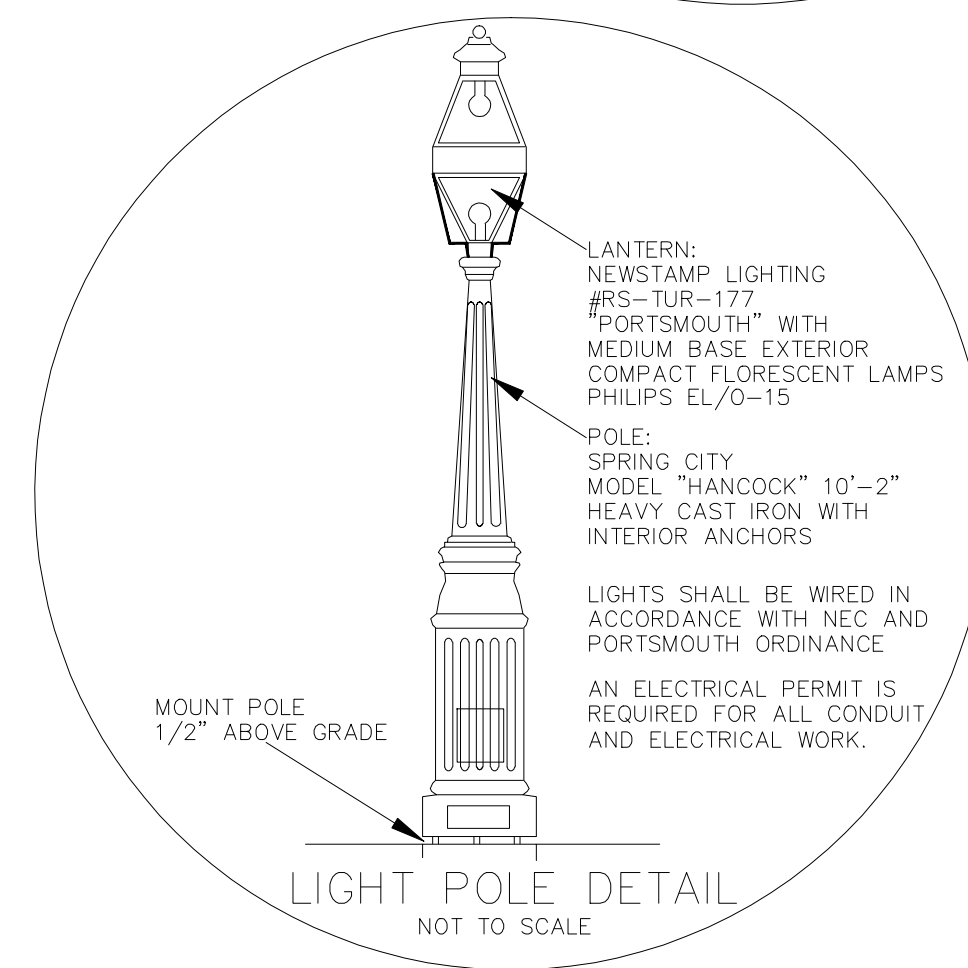 LANTERN:
NEWSTAMP LIGHTING
#RS-TUR-177
"PORTSMOUTH" WITH
MEDIUM BASE EXTERIOR
COMPACT FLORESCENT LAMPS
PHILIPS EL/O-15
POLE:
SPRING CITY
MODEL "HANCOCK" 10'-2"
HEAVY CAST IRON WITH
INTERIOR ANCHORS
LIGHTS SHALL BE WIRED IN
ACCORDANCE WITH NEC AND
PORTSMOUTH ORDINANCE
AN ELECTRICAL PERMIT IS
REQUIRED FOR ALL CONDUIT
AND ELECTRICAL WORK.
MOUNT POLE
1/2" ABOVE GRADE
LIGHT POLE DETAIL
NOT TO SCALE